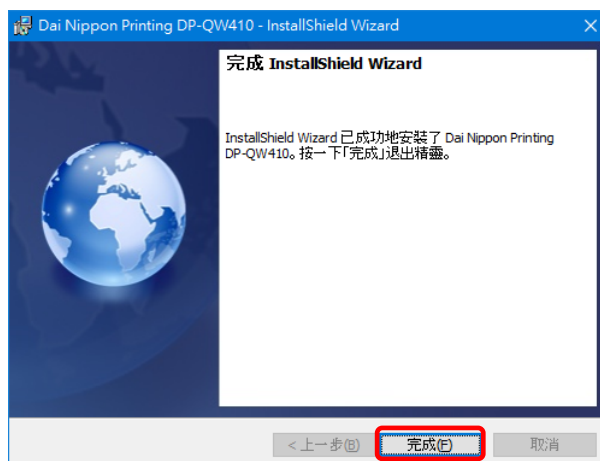 Dai Nippon Printing DP-QW410 - InstallShield Wizard
完成 InstallShield Wizard
InstallShield Wizard 已成功地安裝了 Dai Nippon Printing
DP-QW410。按一下「完成」退出精靈。
< 上一步(B)
完成(F)
取消